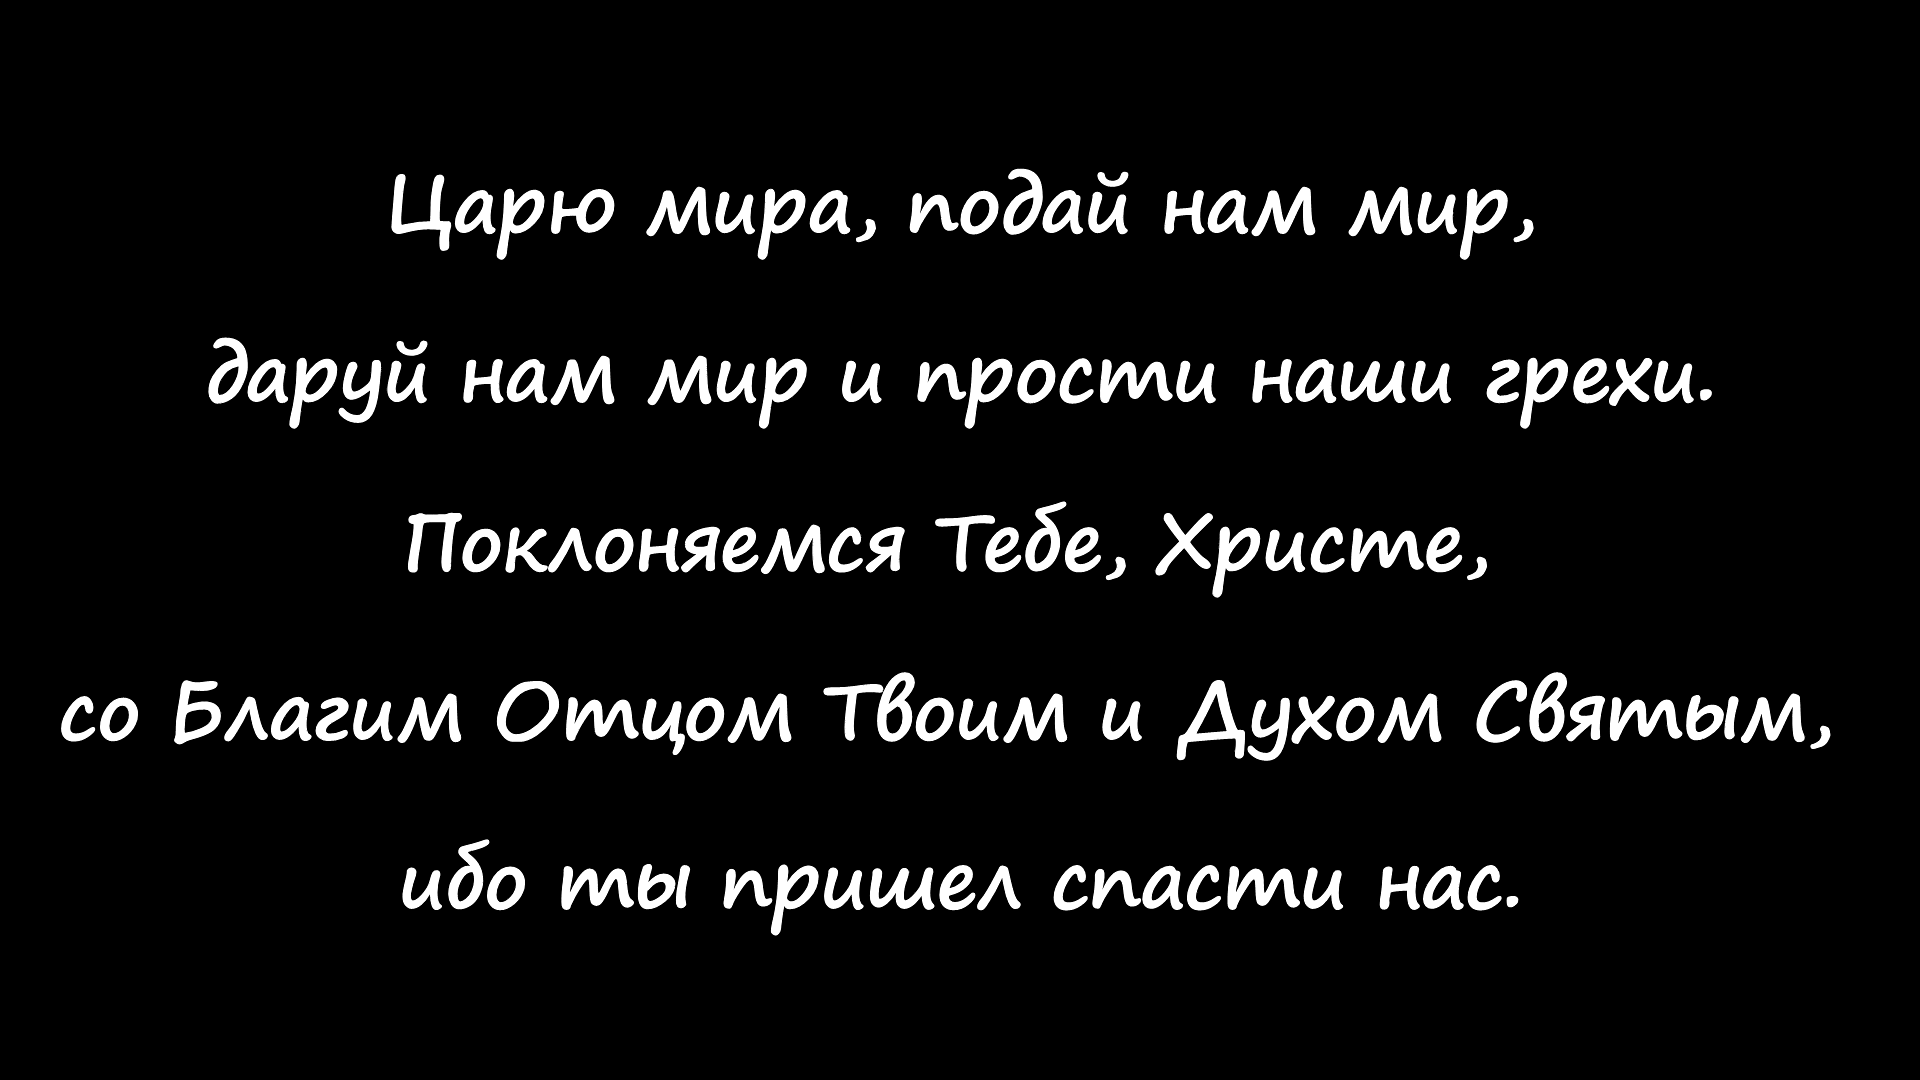 Царю мира, подай нам мир,
даруй нам мир и прости наши грехи.
Поклоняемся Тебе, Христе,
со Благим Отцом Твоим и Духом Святым,
ибо ты пришел спасти нас.